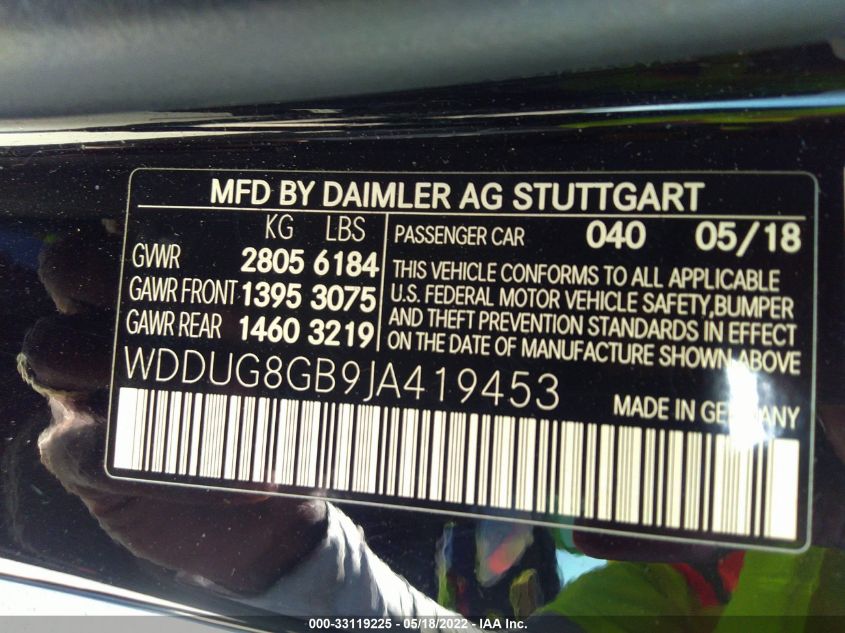 MFD BY DAIMLER AG STUTTGART
KG LBS
GVWR 2805 6184
GAWR FRONT 1395 3075
GAWR REAR 1460 3219
PASSENGER CAR 040 05/18
THIS VEHICLE CONFORMS TO ALL APPLICABLE
U.S. FEDERAL MOTOR VEHICLE SAFETY, BUMPER
AND THEFT PREVENTION STANDARDS IN EFFECT
ON THE DATE OF MANUFACTURE SHOWN ABOVE.
WDDUG8GB9JA419453
MADE IN GERMANY
000-33119225 - 05/18/2022 - IAA Inc.